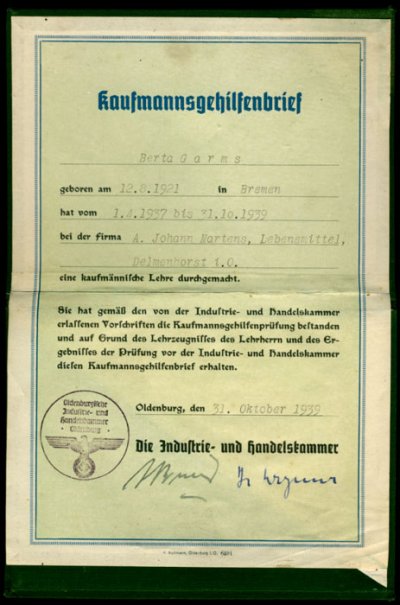 Kaufmannsgehilfenbrief
Berta Garms
geboren am 12.8.1921 in Bremen
hat vom 1.4.1937 bis 31.10.1939
bei der Firma A. Johann Martens, Lebensmittel,
Delmenhorst i.O.
eine kaufmännische Lehre durchgemacht.
Sie hat gemäß den von der Industrie- und Handelskammer
erlassenen Vorschriften die Kaufmannsgehilfenprüfung bestanden
und auf Grund des Lehrzeugnisses des Lehrherrn und des Er-
gebnisses der Prüfung vor der Industrie- und Handelskammer
diesen Kaufmannsgehilfenbrief erhalten.
Oldenburgische
Industrie- und
Handelskammer
Oldenburg
Oldenburg, den 31. Oktober 1939
Die Industrie- und Handelskammer
Oldenburg i.O.